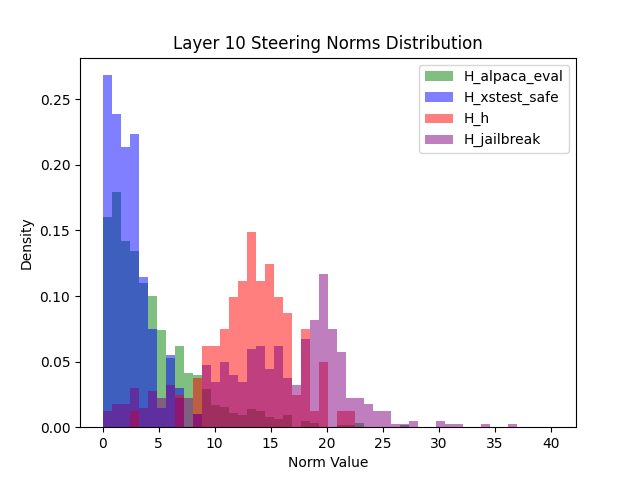 Layer 10 Steering Norms Distribution
H_alpaca_eval
H_xstest_safe
H_h
H_jailbreak
0.25
0.20
0.15
0.10
0.05
0.00
Density
0 5 10 15 20 25 30 35 40
Norm Value